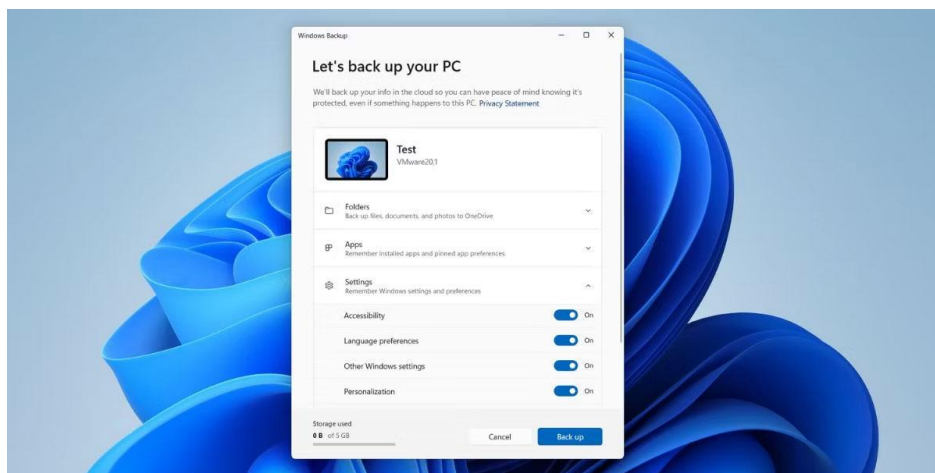 Windows Backup
Let's back up your PC
We'll back up your info in the cloud so you can have peace of mind knowing it's
protected, even if something happens to this PC. Privacy Statement
Test
VMware20,1
Folders
Back up files, documents, and photos to OneDrive
Apps
Remember installed apps and pinned app preferences
Settings
Remember Windows settings and preferences
Accessibility
On
Language preferences
On
Other Windows settings
On
Personalization
On
Storage used
0 B of 5 GB
Cancel
Back up